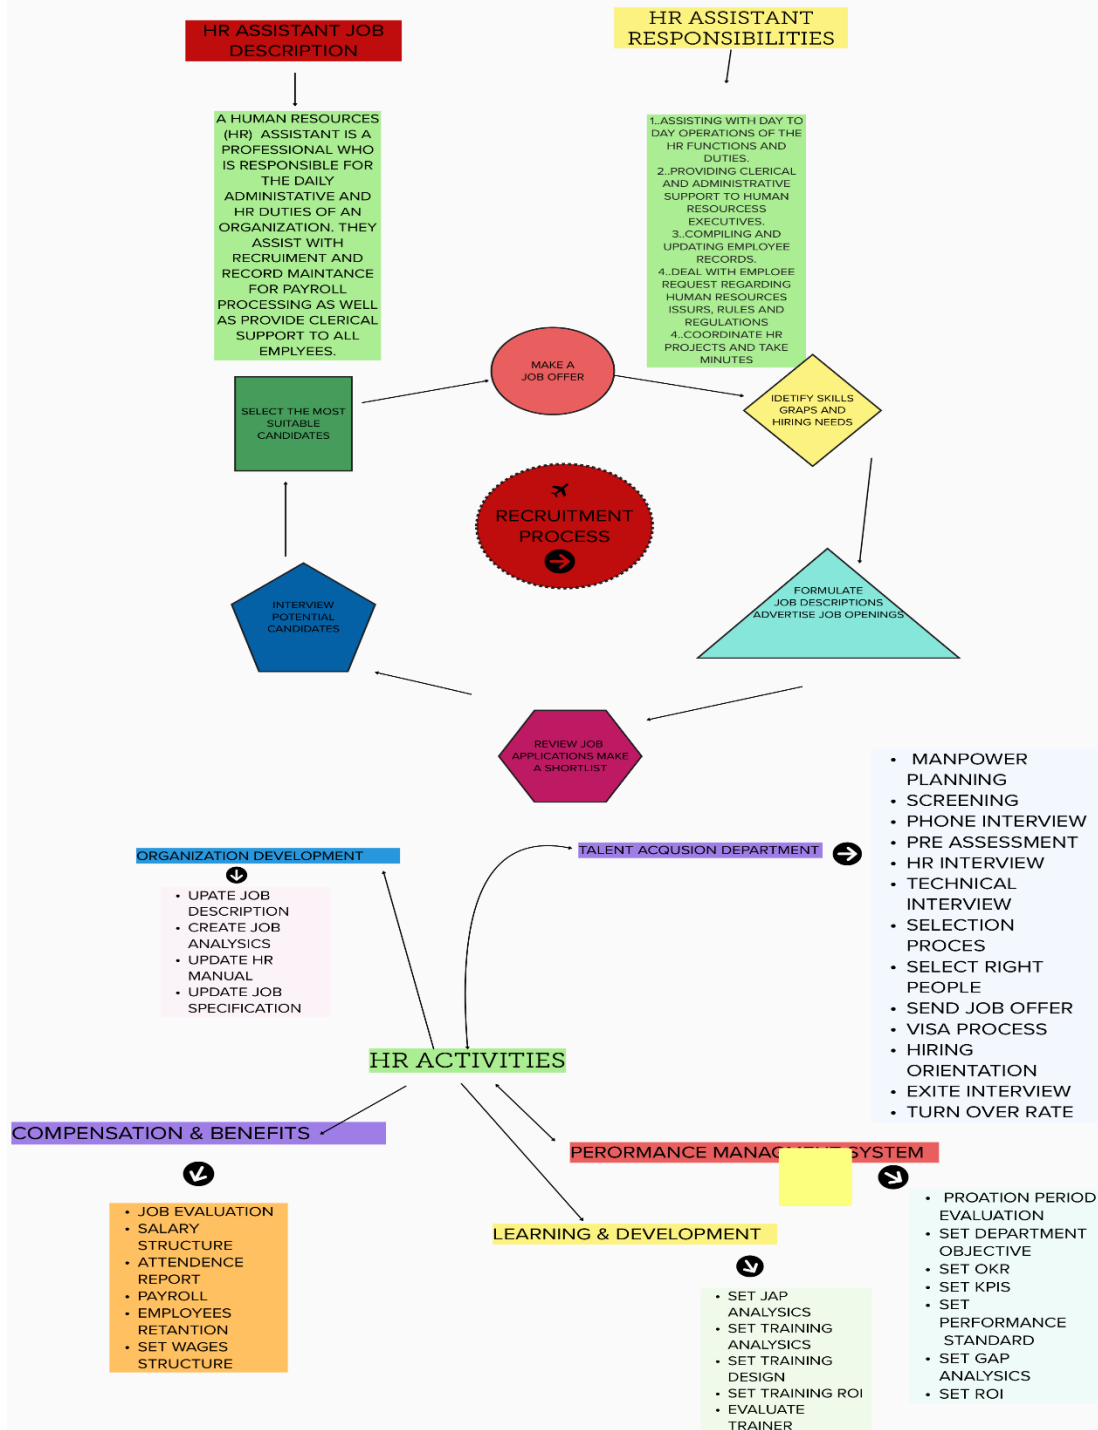 HR ASSISTANT JOB
DESCRIPTION
HR ASSISTANT
RESPONSIBILITIES
A HUMAN RESOURCES
(HR) ASSISTANT IS A
PROFESSIONAL WHO
IS RESPONSIBLE FOR
THE DAILY
ADMINISTATIVE AND
HR DUTIES OF AN
ORGANIZATION. THEY
ASSIST WITH
RECRUIMENT AND
RECORD MAINTANCE
FOR PAYROLL
PROCESSING AS WELL
AS PROVIDE CLERICAL
SUPPORT TO ALL
EMPLYEES.
1..ASSISTING WITH DAY TO
DAY OPERATIONS OF THE
HR FUNCTIONS AND
DUTIES.
2..PROVIDING CLERICAL
AND ADMINISTRATIVE
SUPPORT TO HUMAN
RESOURCESS
EXECUTIVES.
3..COMPILING AND
UPDATING EMPLOYEE
RECORDS.
4..DEAL WITH EMPLOEE
REQUEST REGARDING
HUMAN RESOURCES
ISSURS, RULES AND
REGULATIONS
4..COORDINATE HR
PROJECTS AND TAKE
MINUTES
MAKE A
JOB OFFER
IDETIFY SKILLS
GRAPS AND
HIRING NEEDS
SELECT THE MOST
SUITABLE
CANDIDATES
RECRUITMENT
PROCESS
FORMULATE
JOB DESCRIPTIONS
ADVERTISE JOB OPENINGS
INTERVIEW
POTENTIAL
CANDIDATES
REVIEW JOB
APPLICATIONS MAKE
A SHORTLIST
ORGANIZATION DEVELOPMENT
• UPATE JOB
DESCRIPTION
• CREATE JOB
ANALYSICS
• UPDATE HR
MANUAL
• UPDATE JOB
SPECIFICATION
TALENT ACQUSION DEPARTMENT
• MANPOWER
PLANNING
• SCREENING
• PHONE INTERVIEW
• PRE ASSESSMENT
• HR INTERVIEW
• TECHNICAL
INTERVIEW
• SELECTION
PROCES
• SELECT RIGHT
PEOPLE
• SEND JOB OFFER
• VISA PROCESS
• HIRING
ORIENTATION
• EXITE INTERVIEW
• TURN OVER RATE
HR ACTIVITIES
COMPENSATION & BENEFITS
• JOB EVALUATION
• SALARY
STRUCTURE
• ATTENDENCE
REPORT
• PAYROLL
• EMPLOYEES
RETENTION
• SET WAGES
STRUCTURE
PERORMANCE SYSTEM
• PROATION PERIOD
EVALUATION
• SET DEPARTMENT
OBJECTIVE
• SET OKR
• SET KPIS
• SET
PERFORMANCE
STANDARD
• SET GAP
ANALYSICS
• SET ROI
LEARNING & DEVELOPMENT
• SET JAP
ANALYSICS
• SET TRAINING
ANALYSICS
• SET TRAINING
DESIGN
• SET TRAINING ROI
• EVALUATE
TRAINER